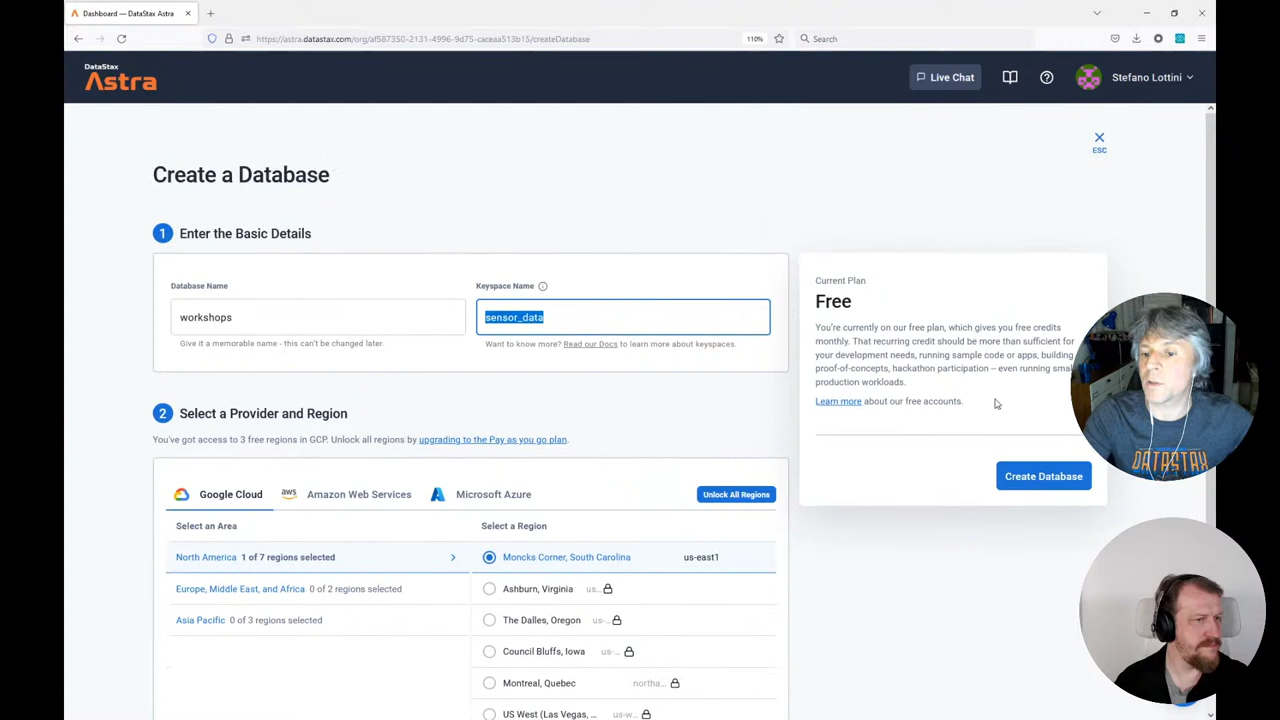 Dashboard — DataStax Astra
https://astra.datastax.com/org/af587350-2131-4996-9d75-caceaa513b15/createDatabase
110%
Search
DataStax
Astra
Live Chat
Stefano Lottini
ESC
Create a Database
1 Enter the Basic Details
Database Name
Keyspace Name
workshops
sensor_data
Give it a memorable name - this can't be changed later.
Want to know more? Read our Docs to learn more about keyspaces.
Current Plan
Free
You're currently on our free plan, which gives you free credits
monthly. That recurring credit should be more than sufficient for
your development needs, running sample code or apps, building
proof-of-concepts, hackathon participation – even running small
production workloads.
Learn more about our free accounts.
Create Database
2 Select a Provider and Region
You've got access to 3 free regions in GCP. Unlock all regions by upgrading to the Pay as you go plan.
Google Cloud
aws Amazon Web Services
Microsoft Azure
Unlock All Regions
Select an Area
Select a Region
North America 1 of 7 regions selected
Moncks Corner, South Carolina us-east1
Europe, Middle East, and Africa 0 of 2 regions selected
Ashburn, Virginia us...
Asia Pacific 0 of 3 regions selected
The Dalles, Oregon us-...
Council Bluffs, Iowa us-...
Montreal, Quebec northa...
US West (Las Vegas, ... us-w...
DATASTAX